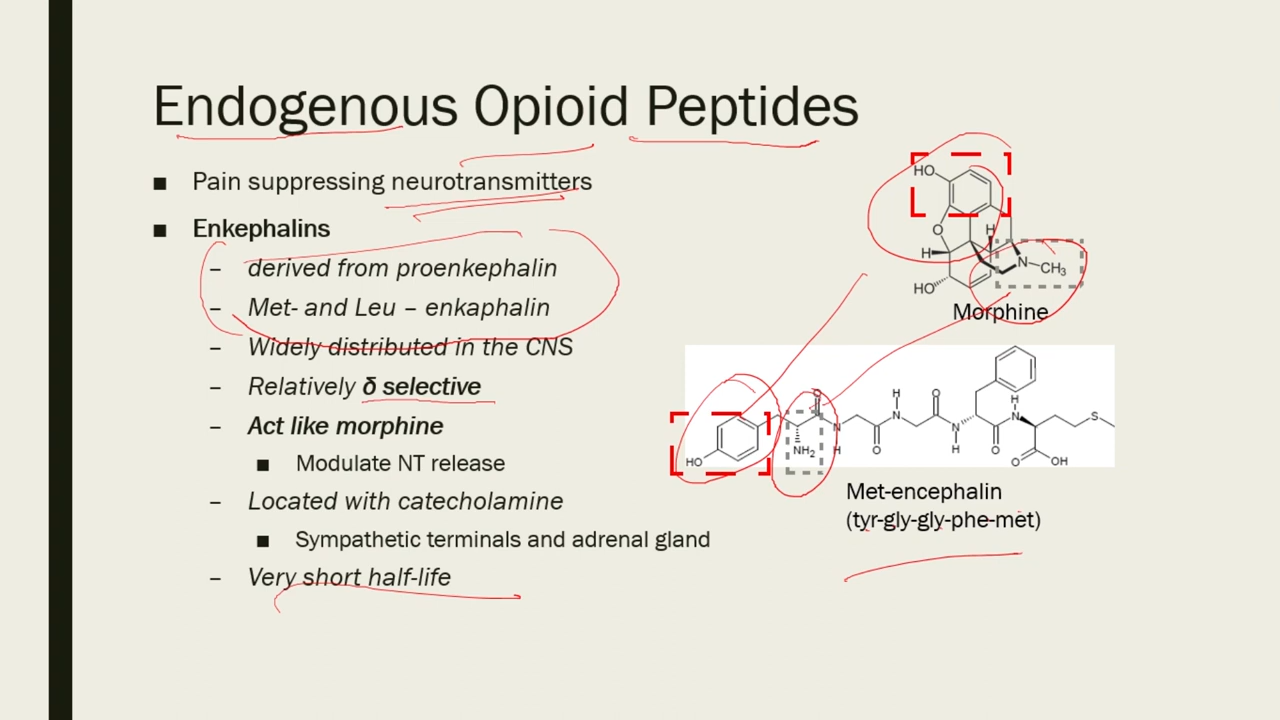 Endogenous Opioid Peptides
■ Pain suppressing neurotransmitters
■ Enkephalins
– derived from proenkephalin
– Met- and Leu – enkaphalin
– Widely distributed in the CNS
– Relatively δ selective
– Act like morphine
■ Modulate NT release
– Located with catecholamine
■ Sympathetic terminals and adrenal gland
– Very short half-life
HO
O
H
H
N
CH₃
HO
Morphine
O
H
O
H
S
N
N
NH₂
H
O
N
H
O
O
OH
HO
Met-encephalin
(tyr-gly-gly-phe-met)